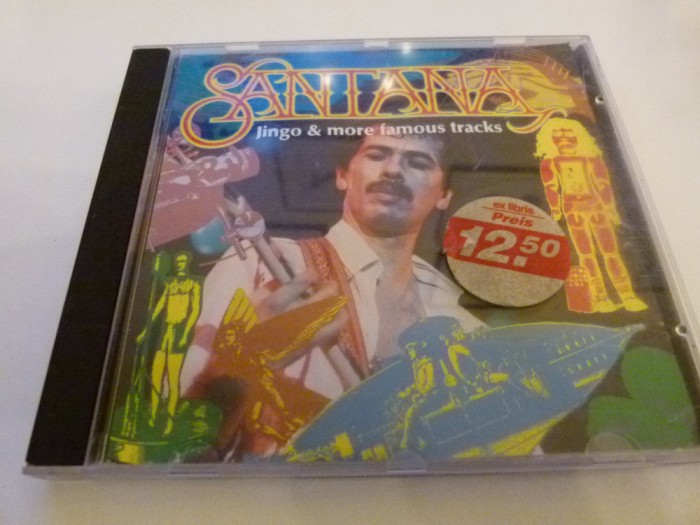 SANTANA
Jingo & more famous tracks
ex libris
Preis
12.50